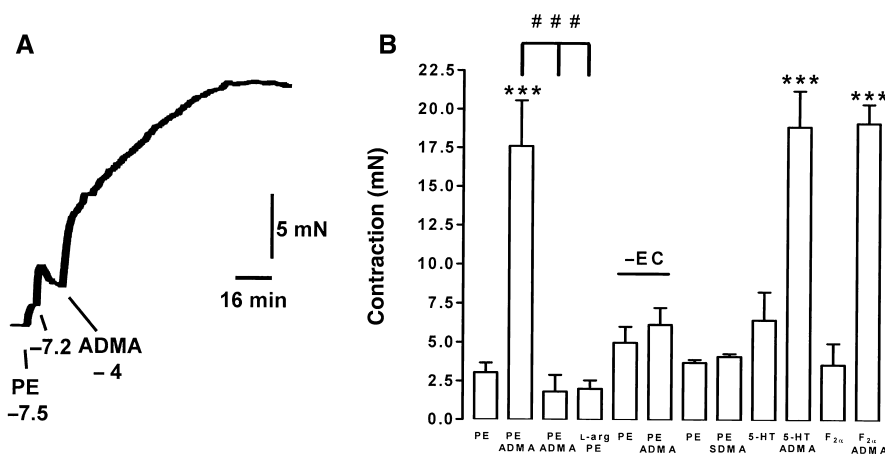 A
5 mN
16 min
–7.2 ADMA
– 4
PE
–7.5
B
# # #
Contraction (mN)
22.5
20.0
17.5
15.0
12.5
10.0
7.5
5.0
2.5
0.0
***
–EC
***
***
PE
PE ADMA
PE ADMA
L-arg PE
PE
PE ADMA
PE
PE SDMA
5-HT
5-HT ADMA
F2α
F2α ADMA